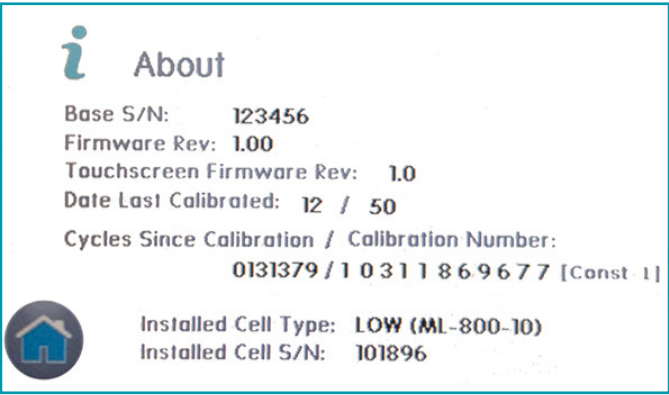 i About
Base S/N: 123456
Firmware Rev: 1.00
Touchscreen Firmware Rev: 1.0
Date Last Calibrated: 12 / 50
Cycles Since Calibration / Calibration Number:
0131379 / 1 0 3 1 1 8 6 9 6 7 7 [Const 1]
Installed Cell Type: LOW (ML-800-10)
Installed Cell S/N: 101896